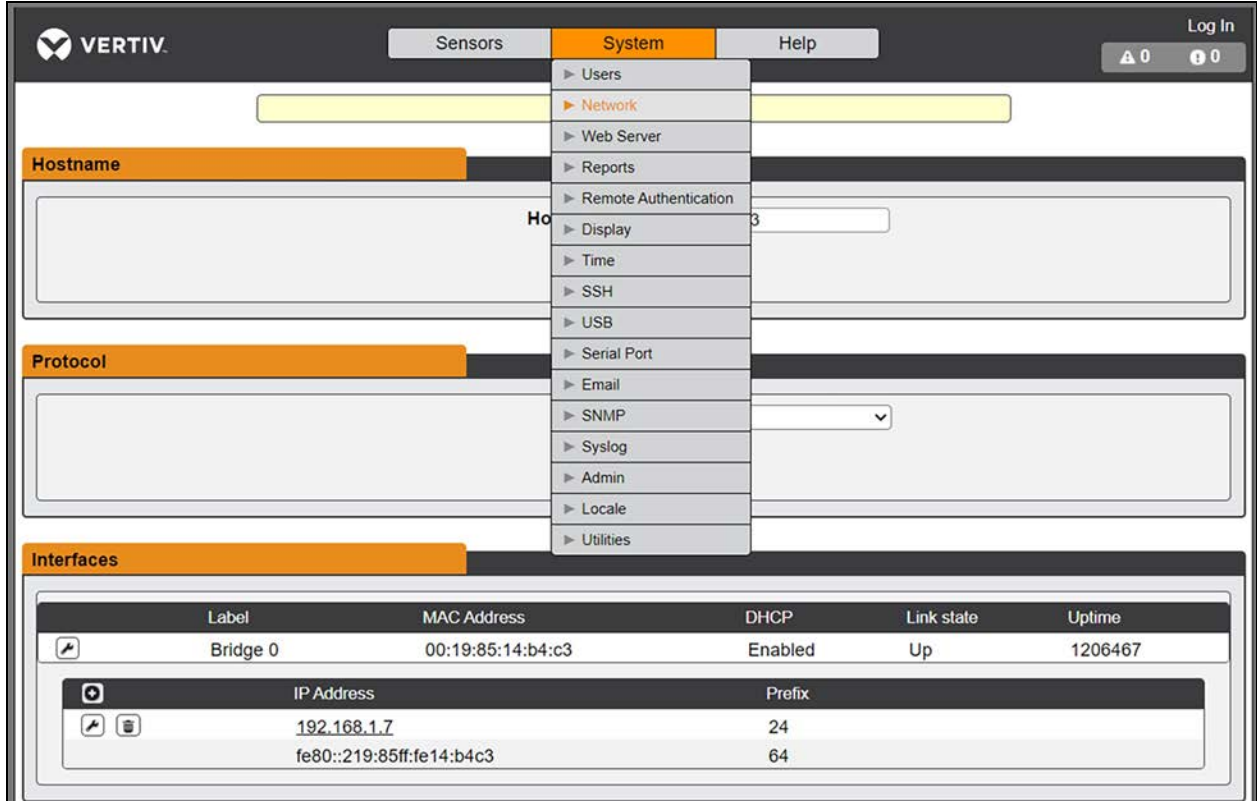 VERTIV.
Sensors System Help
Log In
0 0
Users
Network
Web Server
Reports
Remote Authentication
Display
Time
SSH
USB
Serial Port
Email
SNMP
Syslog
Admin
Locale
Utilities
Hostname
Ho 3
Protocol
Interfaces
Label MAC Address DHCP Link state Uptime
Bridge 0 00:19:85:14:b4:c3 Enabled Up 1206467
IP Address Prefix
192.168.1.7 24
fe80::219:85ff:fe14:b4c3 64